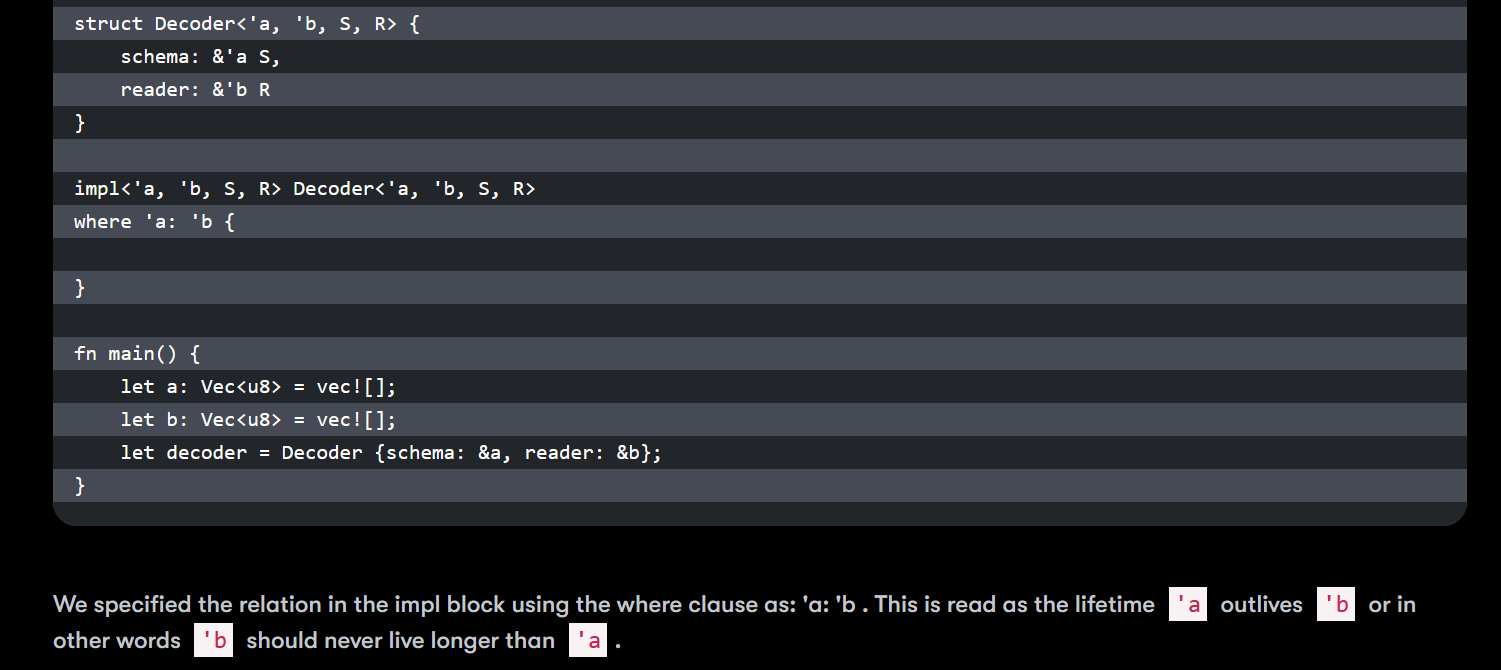 struct Decoder<'a, 'b, S, R> {
    schema: &'a S,
    reader: &'b R
}
impl<'a, 'b, S, R> Decoder<'a, 'b, S, R>
where 'a: 'b {
}
fn main() {
    let a: Vec<u8> = vec![];
    let b: Vec<u8> = vec![];
    let decoder = Decoder {schema: &a, reader: &b};
}
We specified the relation in the impl block using the where clause as: 'a: 'b . This is read as the lifetime 'a outlives 'b or in
other words 'b should never live longer than 'a .